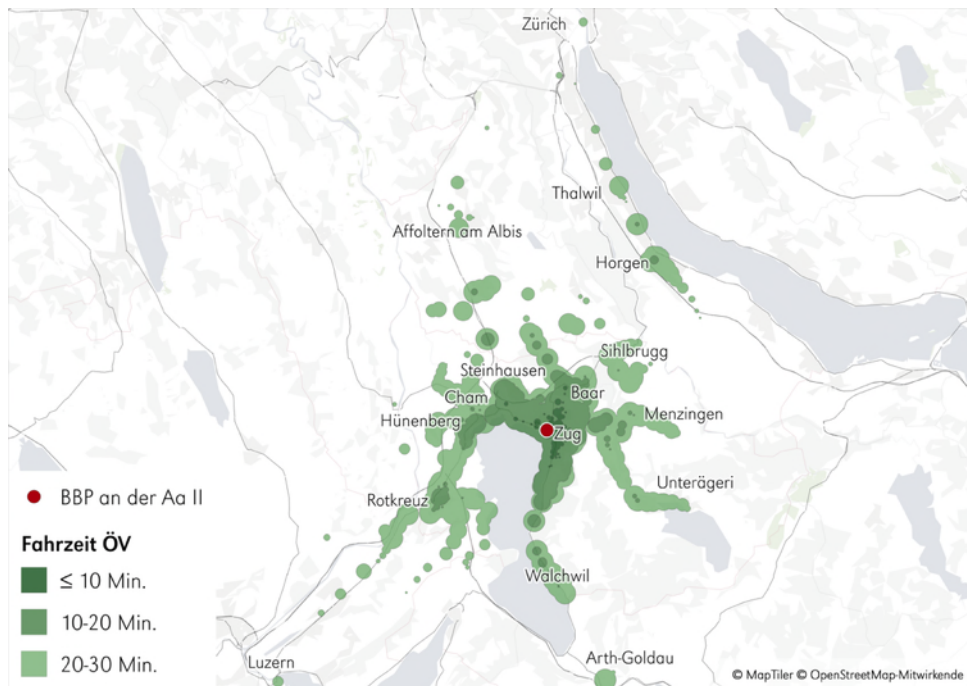 Zürich
Thalwil
Affoltern am Albis
Horgen
Sihlbrugg
Steinhausen
Baar
Cham
Menzingen
Hünenberg
Zug
Unterägeri
Rotkreuz
BBP an der Aa II
Fahrzeit ÖV
≤ 10 Min.
Walchwil
10-20 Min.
20-30 Min.
Luzern
Arth-Goldau
© MapTiler © OpenStreetMap-Mitwirkende